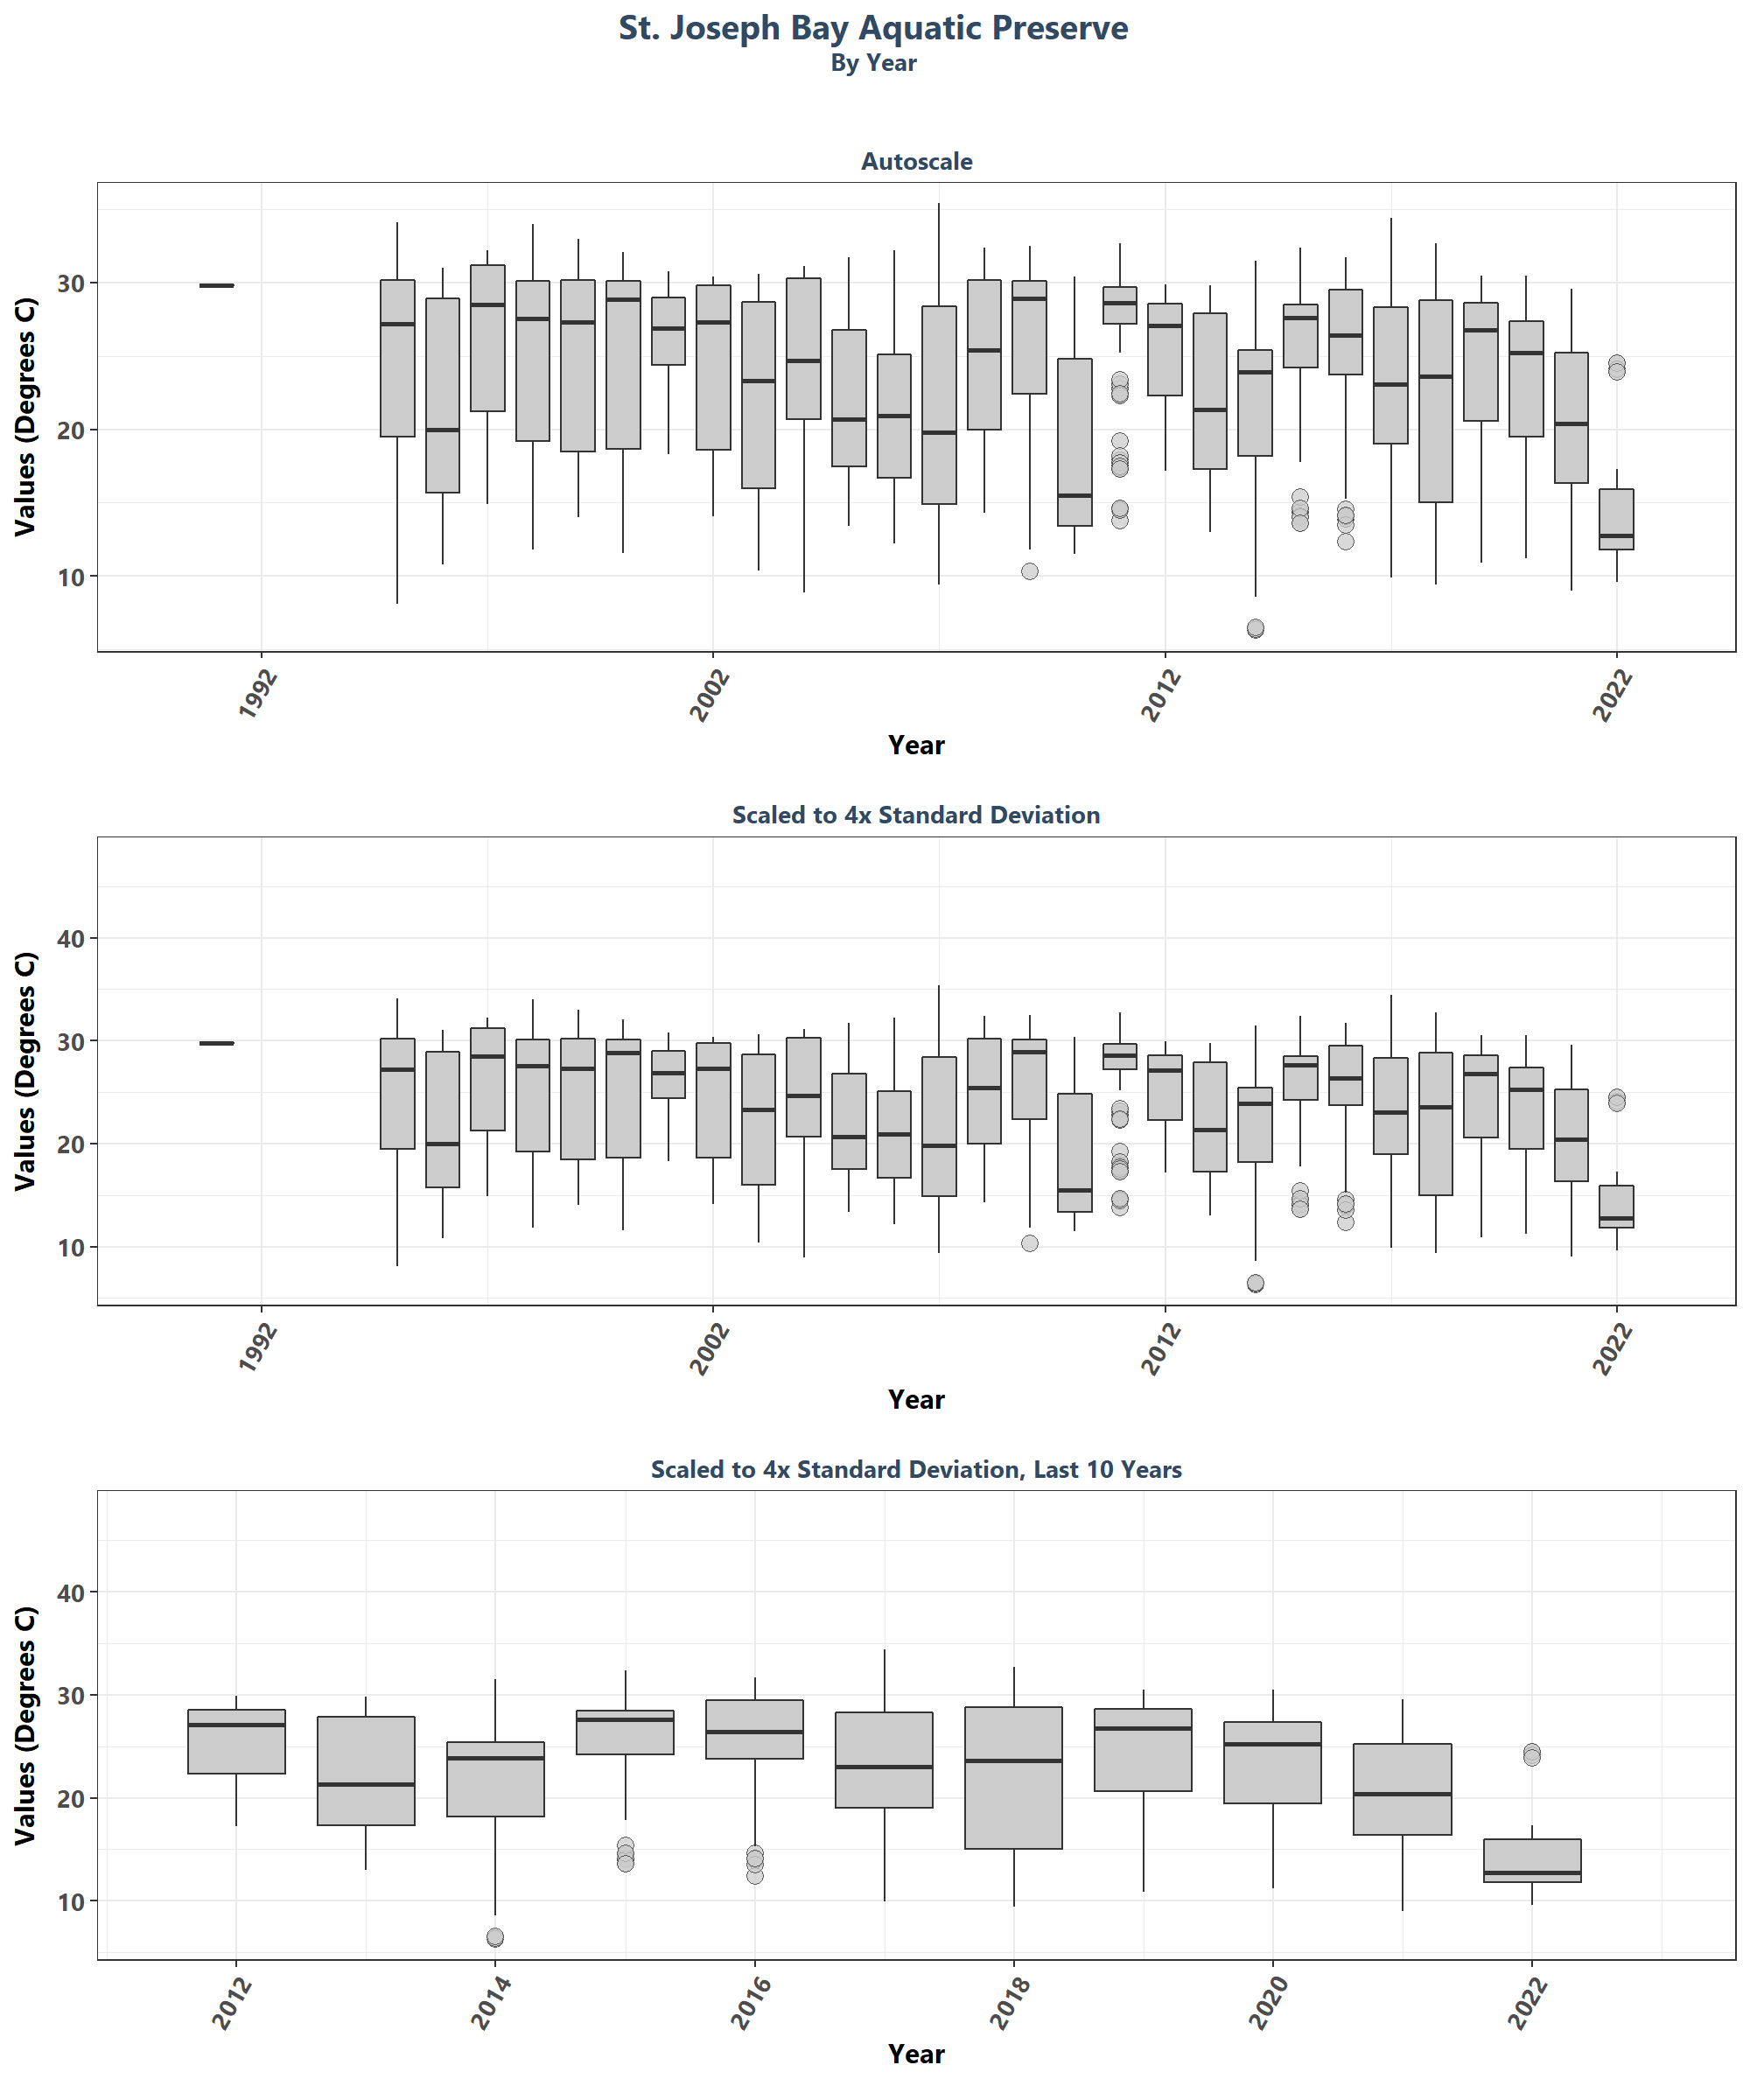 St. Joseph Bay Aquatic Preserve
By Year
Autoscale
Values (Degrees C)
30
20
10
1992
2002
2012
2022
Year
Scaled to 4x Standard Deviation
Values (Degrees C)
40
30
20
10
1992
2002
2012
2022
Year
Scaled to 4x Standard Deviation, Last 10 Years
Values (Degrees C)
40
30
20
10
2012
2014
2016
2018
2020
2022
Year